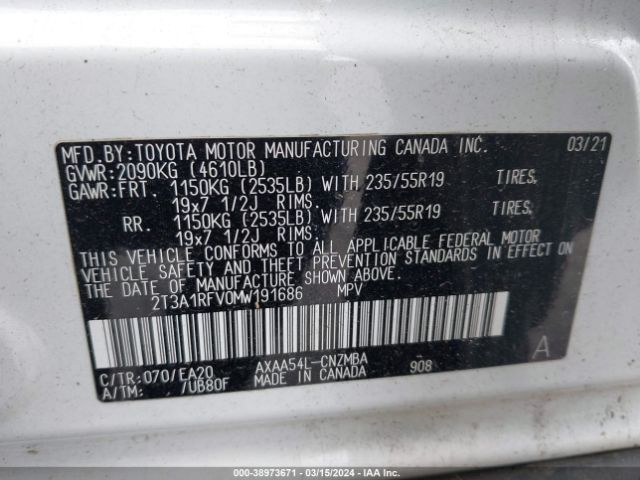 MFD.BY:TOYOTA MOTOR MANUFACTURING CANADA INC. 03/21
GVWR:2090KG (4610LB)
GAWR:FRT. 1150KG (2535LB) WITH 235/55R19 TIRES,
19x7 1/2J RIMS,
RR. 1150KG (2535LB) WITH 235/55R19 TIRES,
19x7 1/2J RIMS.
THIS VEHICLE CONFORMS TO ALL APPLICABLE FEDERAL MOTOR
VEHICLE SAFETY AND THEFT PREVENTION STANDARDS IN EFFECT ON
THE DATE OF MANUFACTURE SHOWN ABOVE.
2T3A1RFV0MW191686 MPV
C/TR:070/EA20 AXAA54L-CNZMBA 908 A
A/TM: /UB80F MADE IN CANADA
000-38973671 - 03/15/2024 - IAA Inc.